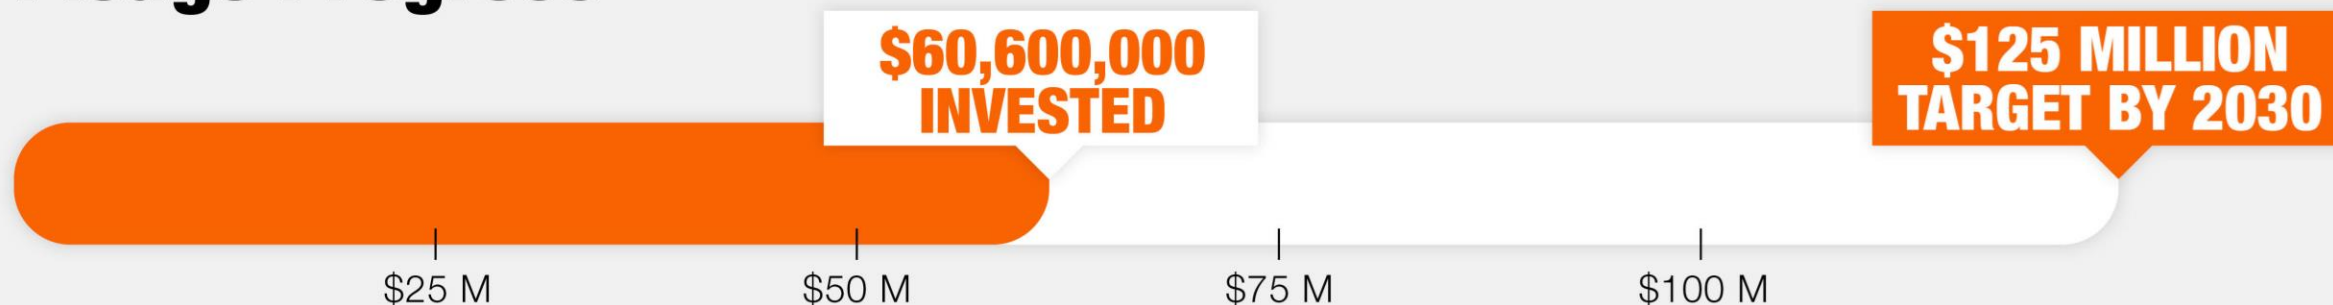 $60,600,000
INVESTED
$125 MILLION
TARGET BY 2030
$25 M
$50 M
$75 M
$100 M